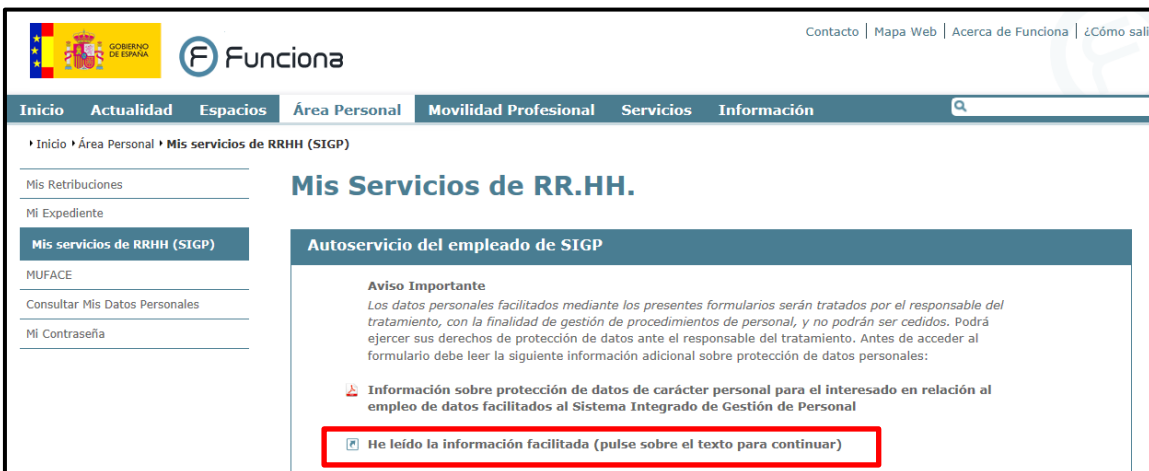 Contacto | Mapa Web | Acerca de Funciona | ¿Cómo sali
GOBIERNO
DE ESPAÑA
F Funciona
Inicio Actualidad Espacios Área Personal Movilidad Profesional Servicios Información
Inicio Área Personal Mis servicios de RRHH (SIGP)
Mis Retribuciones
Mi Expediente
Mis servicios de RRHH (SIGP)
MUFACE
Consultar Mis Datos Personales
Mi Contraseña
Mis Servicios de RR.HH.
Autoservicio del empleado de SIGP
Aviso Importante
Los datos personales facilitados mediante los presentes formularios serán tratados por el responsable del
tratamiento, con la finalidad de gestión de procedimientos de personal, y no podrán ser cedidos. Podrá
ejercer sus derechos de protección de datos ante el responsable del tratamiento. Antes de acceder al
formulario debe leer la siguiente información adicional sobre protección de datos personales:
Información sobre protección de datos de carácter personal para el interesado en relación al
empleo de datos facilitados al Sistema Integrado de Gestión de Personal
He leído la información facilitada (pulse sobre el texto para continuar)